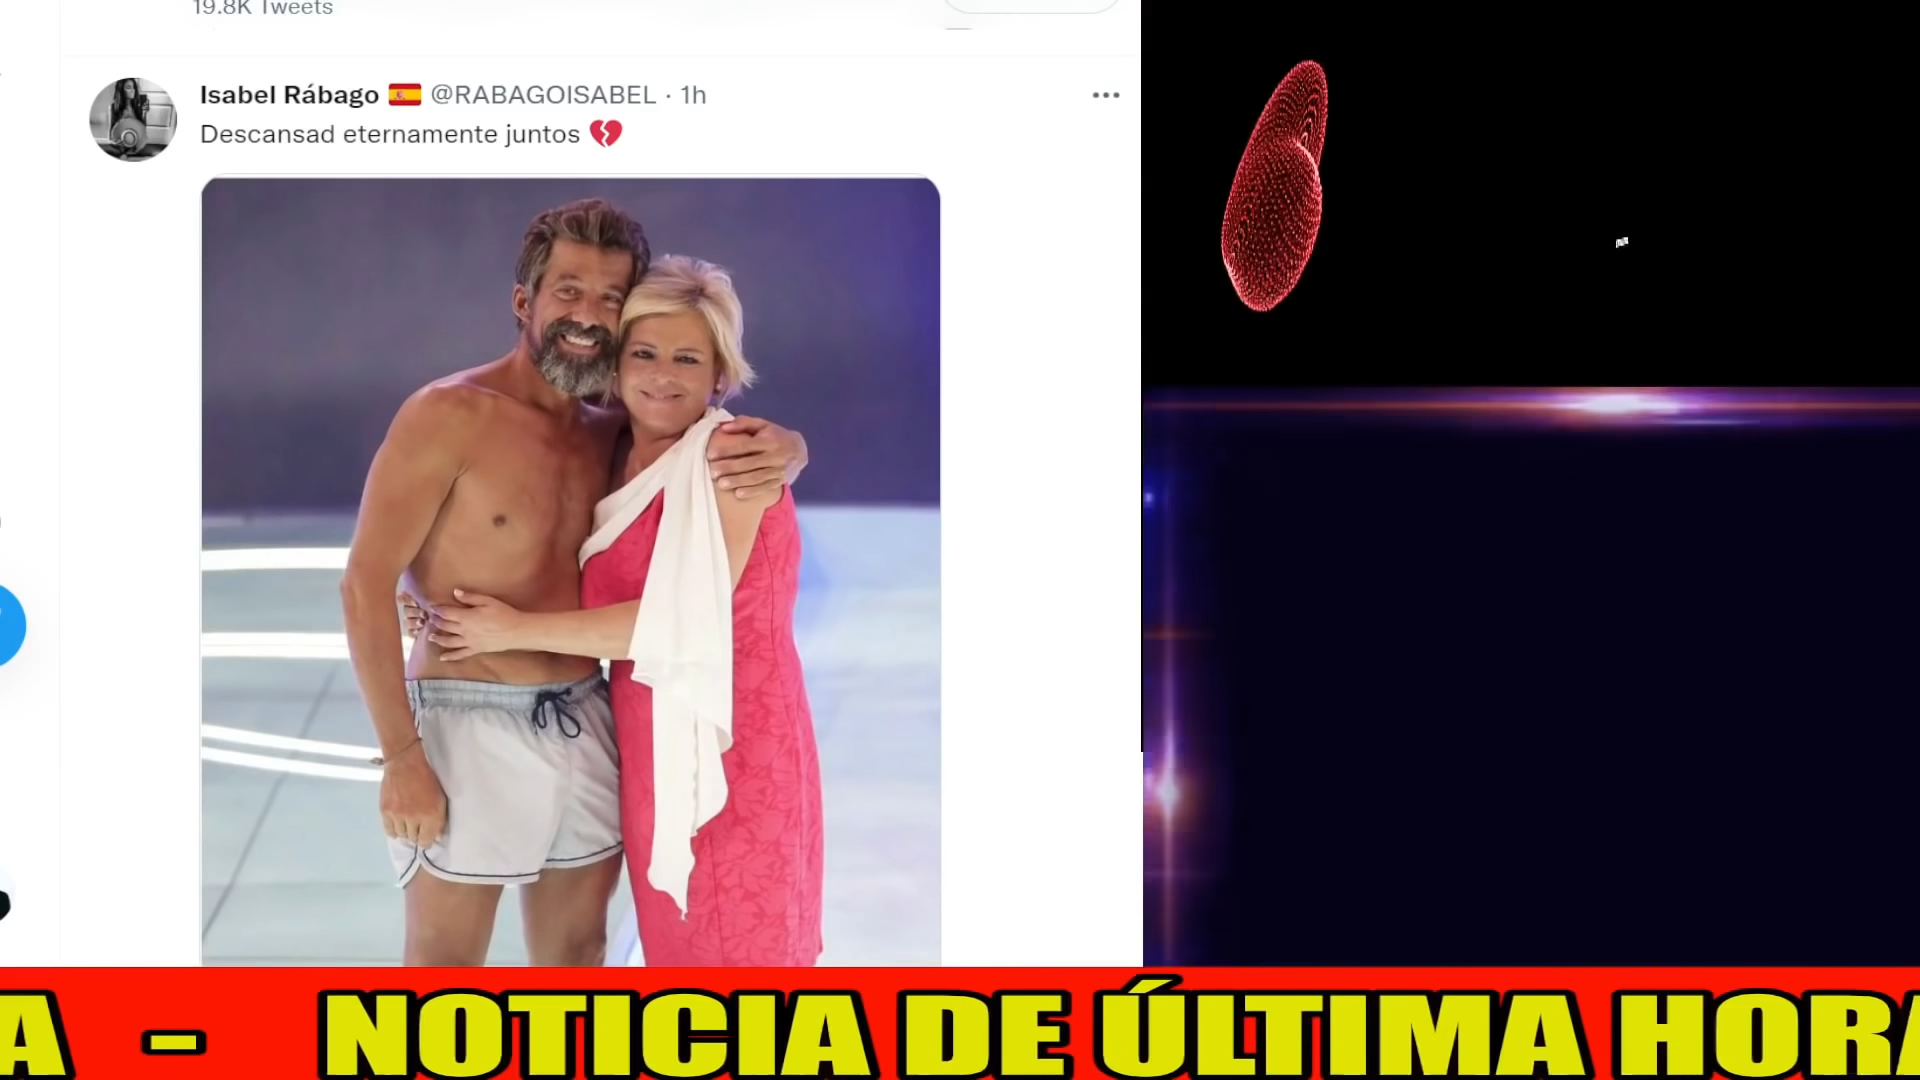 19.8K Tweets
Isabel Rábago 🇪🇸 @RABAGOISABEL · 1h
Descansad eternamente juntos 💔
A - NOTICIA DE ÚLTIMA HORA